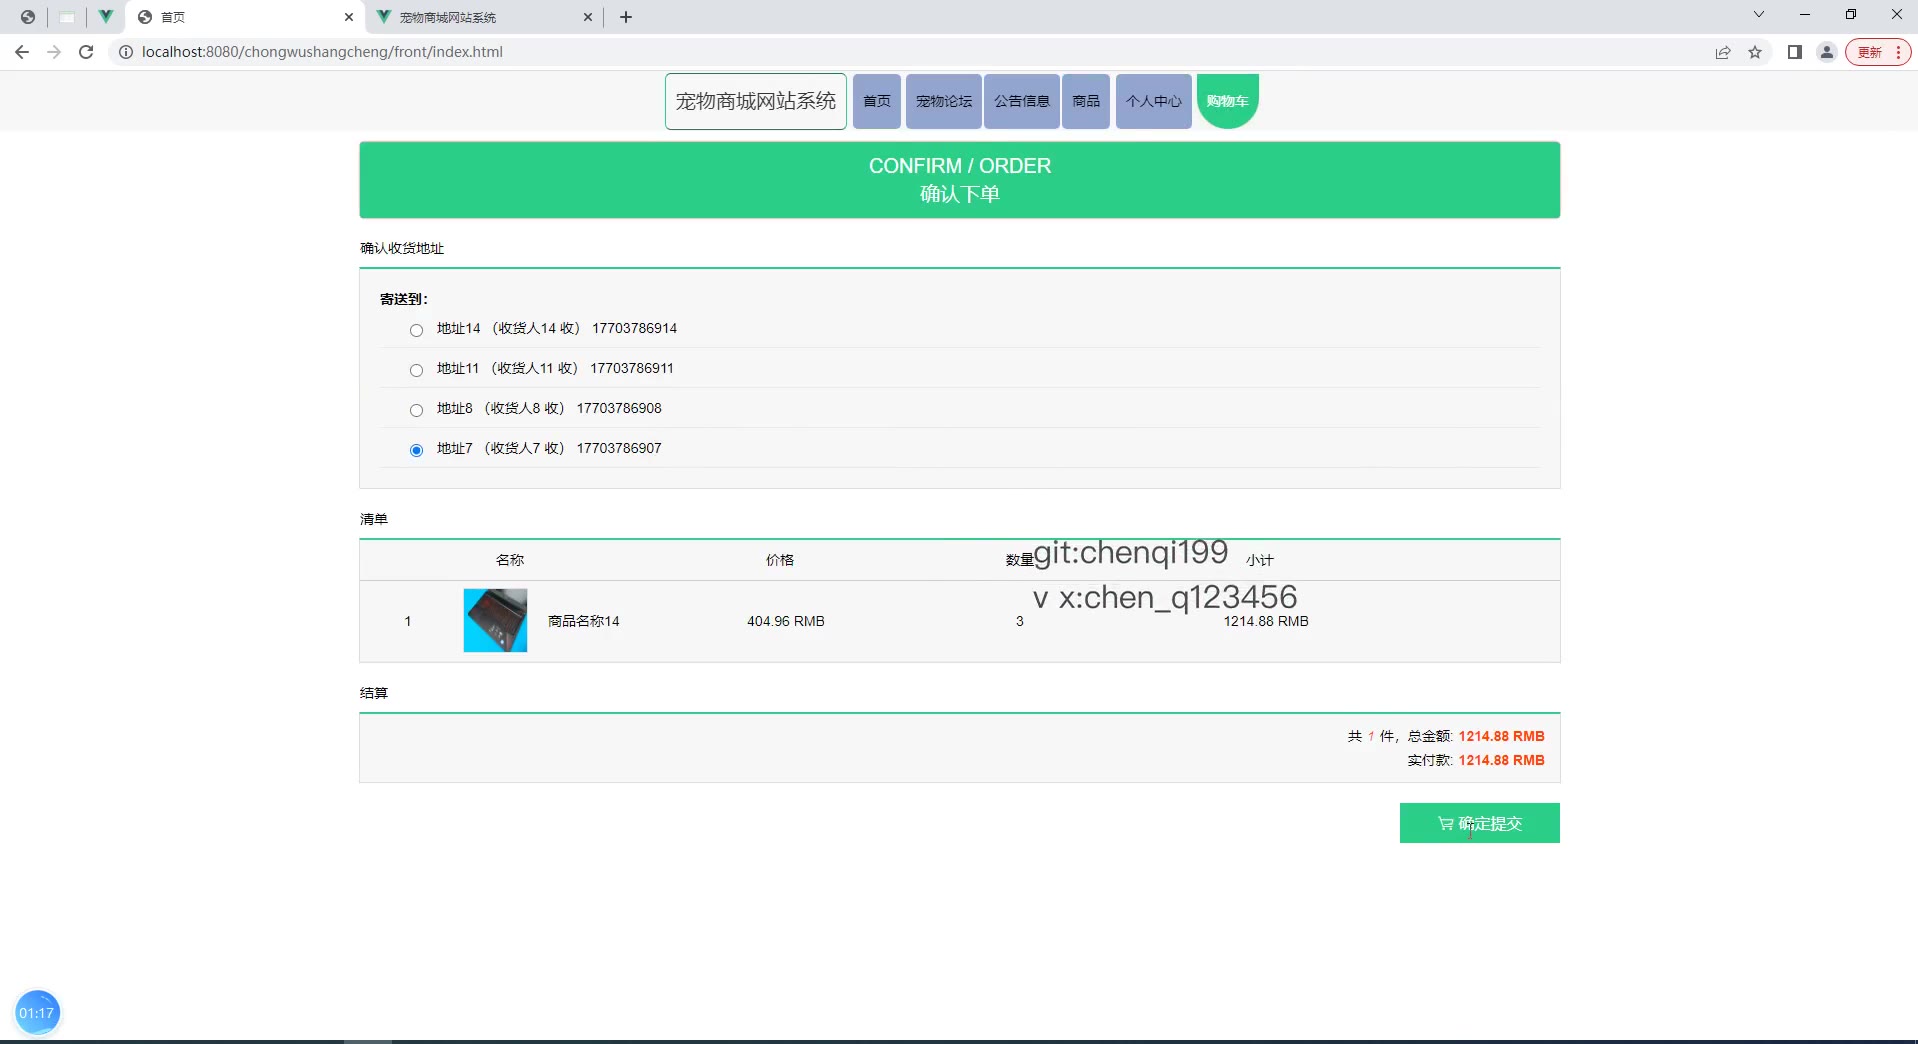 首页
宠物商城网站系统
localhost:8080/chongwushangcheng/front/index.html
更新
宠物商城网站系统
首页
宠物论坛
公告信息
商品
个人中心
购物车
CONFIRM / ORDER
确认下单
确认收货地址
寄送到：
地址14 （收货人14 收） 17703786914
地址11 （收货人11 收） 17703786911
地址8 （收货人8 收） 17703786908
地址7 （收货人7 收） 17703786907
清单
名称 价格 数量 小计
git:chenqi199
v x:chen_q123456
1 商品名称14 404.96 RMB 3 1214.88 RMB
结算
共 1 件，总金额: 1214.88 RMB
实付款: 1214.88 RMB
确定提交
01:17